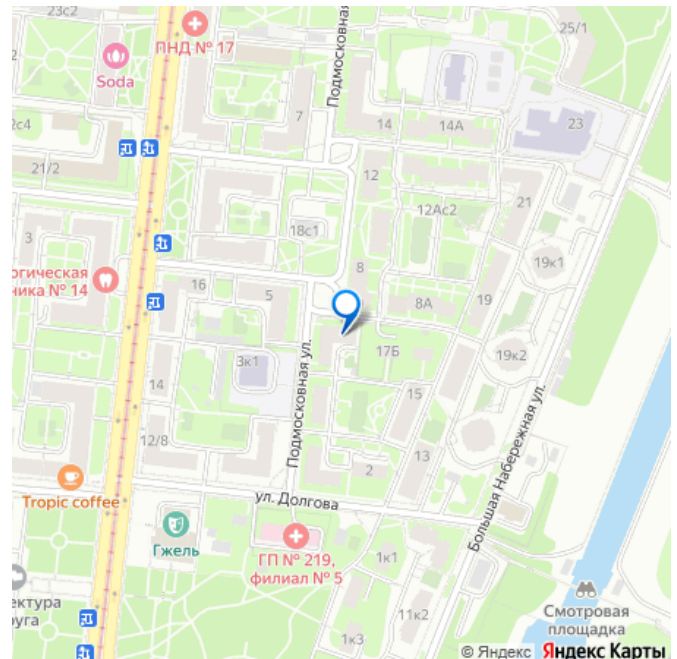 23с2
ПНД № 17
Soda
Подмосковная
25/1
7
14
14А
23
2с4
21/2
12
12Ас2
21
18с1
3
8
19к1
огическая
ника № 14
16
5
8А
19
3к1
17Б
19к2
Подмосковная ул.
14
15
12/8
13
2
Большая Набережная ул.
Tropic coffee
ул. Долгова
Гжель
ГП № 219,
филиал № 5
1к1
11к2
1к3
ектура
руга
Смотровая
площадка
© Яндекс Яндекс Карты